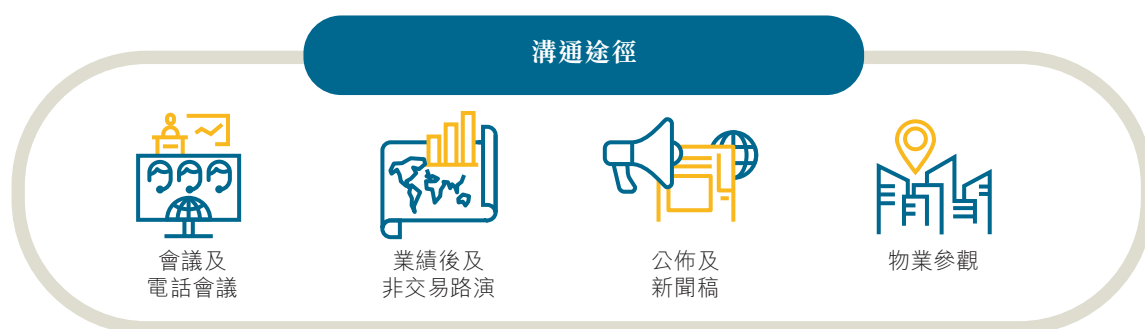 溝通途徑
會議及
電話會議
業績後及
非交易路演
公佈及
新聞稿
物業參觀